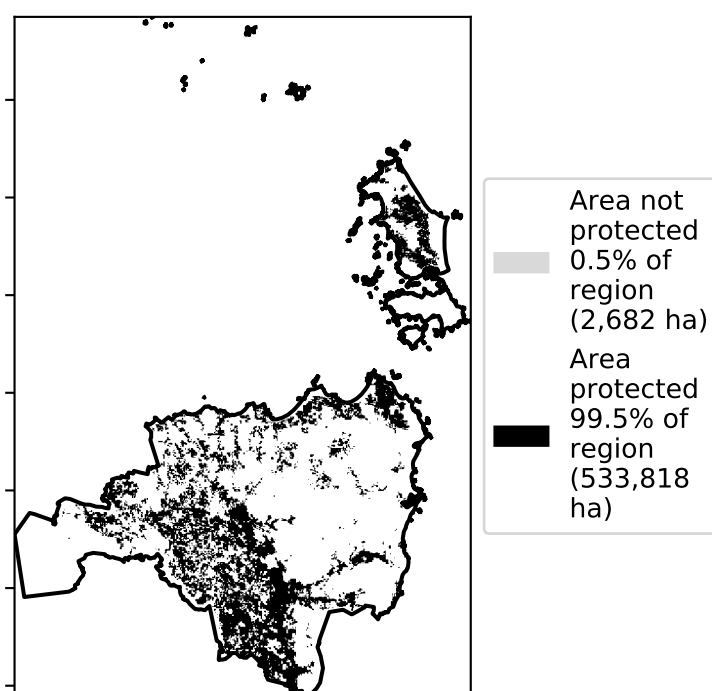 Area not
protected
0.5% of
region
(2,682 ha)
Area
protected
99.5% of
region
(533,818
ha)